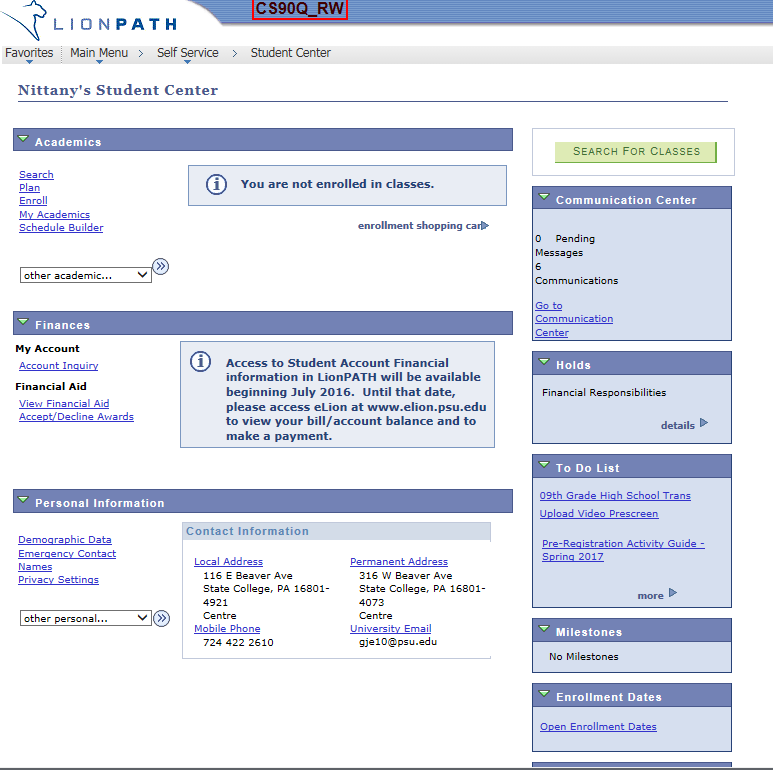 LIONPATH
CS90Q_RW
Favorites Main Menu > Self Service > Student Center
Nittany's Student Center
Academics
Search
Plan
Enroll
My Academics
Schedule Builder
other academic...
You are not enrolled in classes.
enrollment shopping cart
Finances
My Account
Account Inquiry
Financial Aid
View Financial Aid
Accept/Decline Awards
Access to Student Account Financial
information in LionPATH will be available
beginning July 2016. Until that date,
please access eLion at www.elion.psu.edu
to view your bill/account balance and to
make a payment.
Personal Information
Demographic Data
Emergency Contact
Names
Privacy Settings
other personal...
Contact Information
Local Address
116 E Beaver Ave
State College, PA 16801-
4921
Centre
Mobile Phone
724 422 2610
Permanent Address
316 W Beaver Ave
State College, PA 16801-
4073
Centre
University Email
gje10@psu.edu
SEARCH FOR CLASSES
Communication Center
0 Pending
Messages
6
Communications
Go to
Communication
Center
Holds
Financial Responsibilities
details
To Do List
09th Grade High School Trans
Upload Video Prescreen
Pre-Registration Activity Guide -
Spring 2017
more
Milestones
No Milestones
Enrollment Dates
Open Enrollment Dates